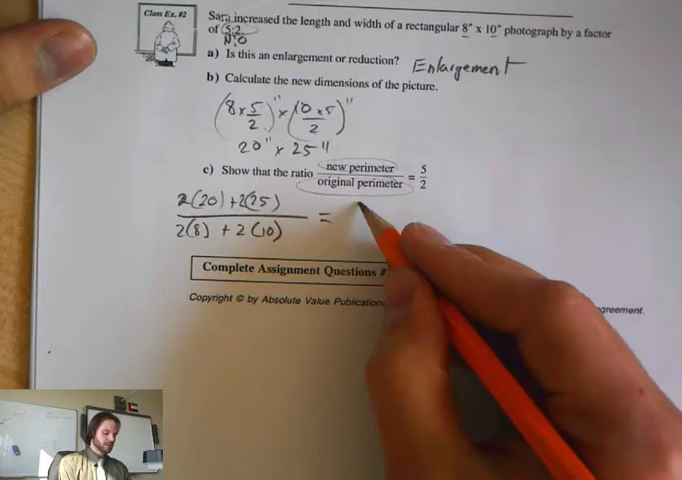 Class Ex. #2
Sara increased the length and width of a rectangular 8" x 10" photograph by a factor
of 5:2.
N:O
a) Is this an enlargement or reduction? Enlargement
b) Calculate the new dimensions of the picture.
(8 x 5/2)" x (10 x 5/2)"
20" x 25"
c) Show that the ratio new perimeter/original perimeter = 5/2
2(20) + 2(25)
2(8) + 2(10) =
Complete Assignment Questions #
Copyright © by Absolute Value Publications
greement.